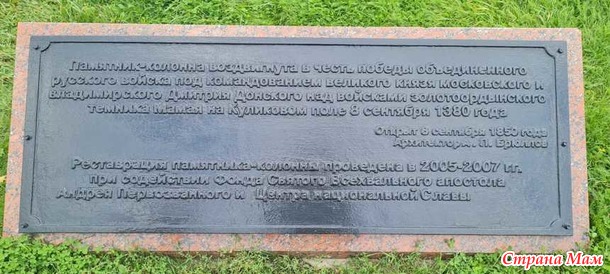 Памятник-колонна воздвигнута в честь победы объединенного
русского войска под командованием великого князя московского и
владимирского Дмитрия Донского над войсками золотоордынского
темника Мамая на Куликовом поле 8 сентября 1380 года
Открыт 8 сентября 1850 года
Архитектор А. П. Брюллов
Реставрация памятника-колонны проведена в 2005-2007 гг.
при содействии Фонда Святого Всехвального апостола
Андрея Первозванного и Центра национальной Славы
Страна Мам